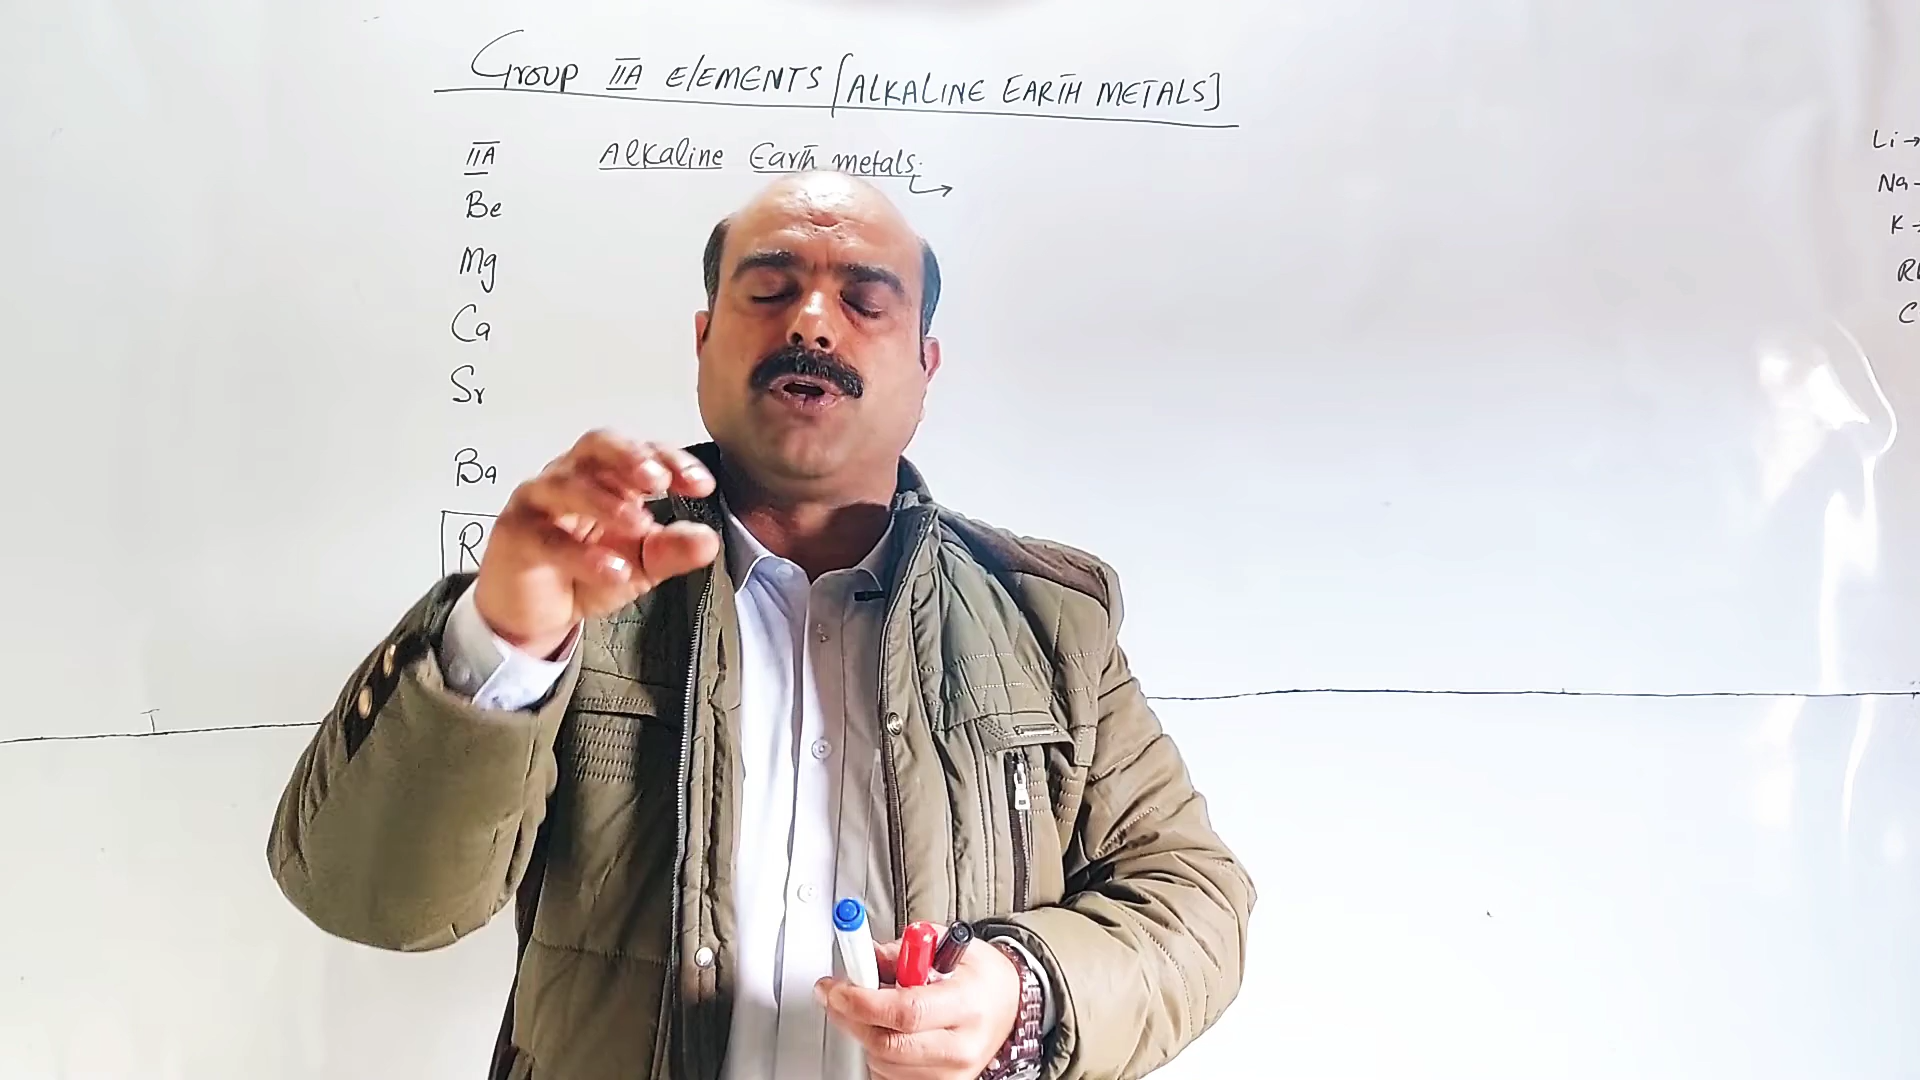 Group IIA ElEMENTS [ALKALINE EARTH METALS]
IIA
Alkaline Earth metals.
Be
Mg
Ca
Sr
Ba
R
Li →
Na -
K →
R
C